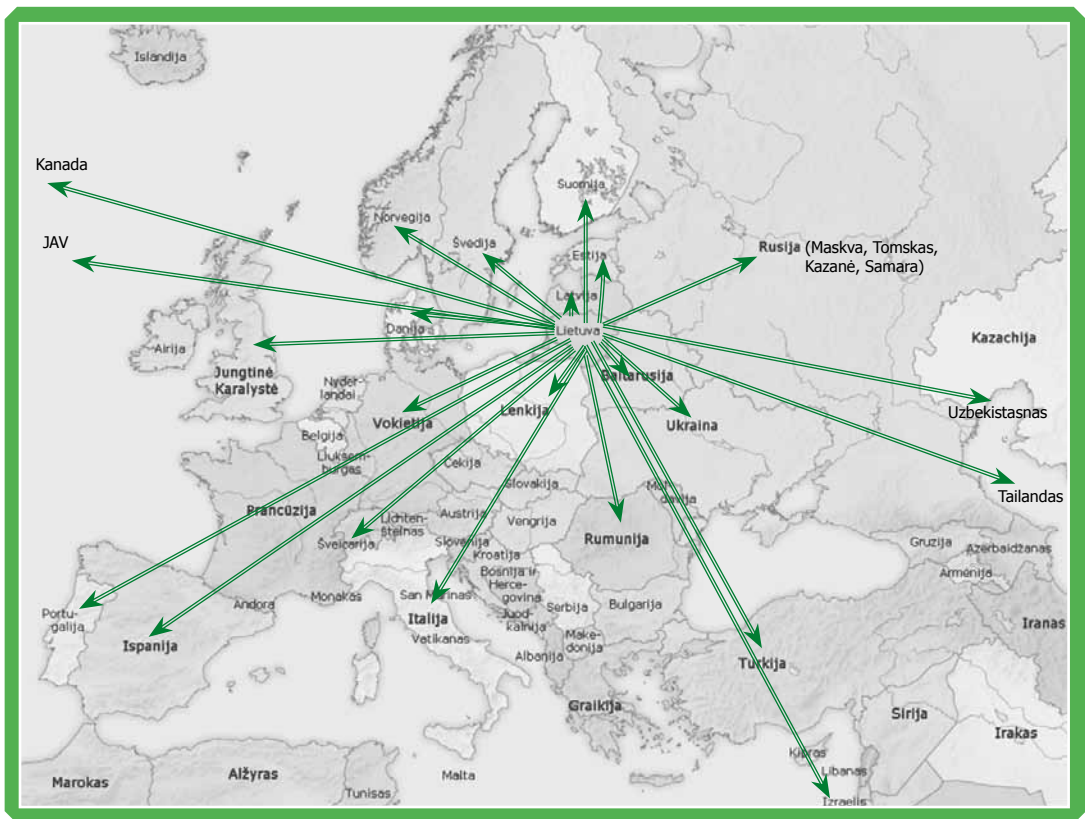 Islandija
Kanada
Suomija
Norvegija
JAV
Švedija
Rusija (Maskva, Tomskas,
Kazanė, Samara)
Estija
Latvija
Danija
Lietuva
Kazachija
Airija
Jungtinė
Karalystė
Baltarusija
Nyder-
landai
Uzbekistasnas
Lenkija
Vokietija
Ukraina
Belgija
Liuksem-
burgas
Čekija
Slovakija
Mol-
davija
Tailandas
Prancūzija
Lichten-
šteinas
Austrija
Vengrija
Šveicarija
Slovėnija
Rumunija
Kroatija
Gruzija
Azerbaidžanas
Armėnija
Bosnija ir
Herce-
govina
Monakas
San Marinas
Andora
Serbija
Bulgarija
Portu-
galija
Italija
Juod-
kalnija
Iranas
Ispanija
Vatikanas
Make-
donija
Albanija
Turkija
Graikija
Sirija
Irakas
Kipras
Libanas
Marokas
Alžyras
Malta
Tunisas
Izraelis